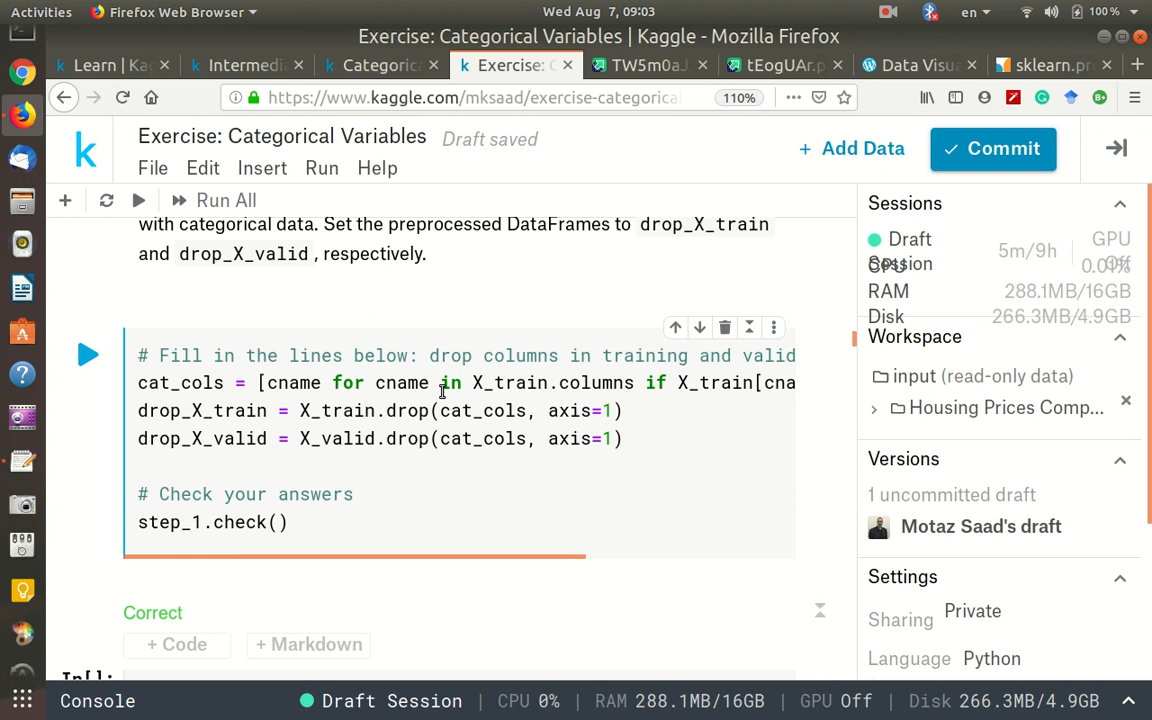 Activities Firefox Web Browser Wed Aug 7, 09:03 en 100 %
Exercise: Categorical Variables | Kaggle - Mozilla Firefox
Learn | Kag Intermedi Categorica Exercise: C TW5m0aJ tEogUAr.p Data Visua sklearn.pr
https://www.kaggle.com/mksaad/exercise-categorical 110%
Exercise: Categorical Variables Draft saved
+ Add Data Commit
File Edit Insert Run Help
Run All
with categorical data. Set the preprocessed DataFrames to drop_X_train
and drop_X_valid , respectively.
# Fill in the lines below: drop columns in training and valid
cat_cols = [cname for cname in X_train.columns if X_train[cna
drop_X_train = X_train.drop(cat_cols, axis=1)
drop_X_valid = X_valid.drop(cat_cols, axis=1)
# Check your answers
step_1.check()
Correct
+ Code + Markdown
In[]:
Sessions
Draft Session 5m/9h GPU Off
CPU 0.01%
RAM 288.1MB/16GB
Disk 266.3MB/4.9GB
Workspace
input (read-only data)
Housing Prices Comp...
Versions
1 uncommitted draft
Motaz Saad's draft
Settings
Sharing Private
Language Python
Console Draft Session | CPU 0% | RAM 288.1MB/16GB | GPU Off | Disk 266.3MB/4.9GB